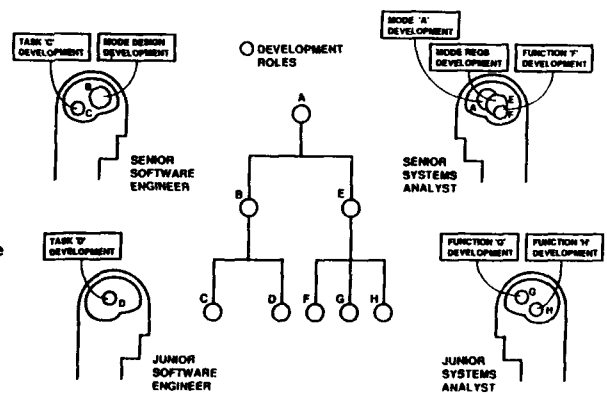 TASK 'C'
DEVELOPMENT
MODE DESIGN
DEVELOPMENT
B
C
SENIOR
SOFTWARE
ENGINEER
DEVELOPMENT
ROLES
MODE 'A'
DEVELOPMENT
MODE REQS
DEVELOPMENT
FUNCTION 'F'
DEVELOPMENT
A
E
F
SENIOR
SYSTEMS
ANALYST
A
B
E
C
D
F
G
H
TASK 'D'
DEVELOPMENT
D
JUNIOR
SOFTWARE
ENGINEER
FUNCTION 'G'
DEVELOPMENT
FUNCTION 'H'
DEVELOPMENT
G
H
JUNIOR
SYSTEMS
ANALYST
e